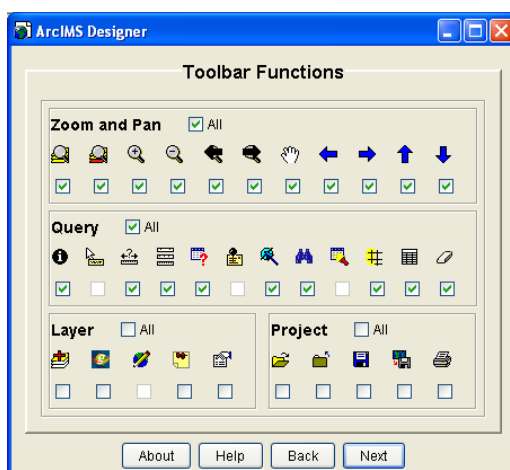 ArcIMS Designer
Toolbar Functions
Zoom and Pan All
Query All
Layer All Project All
About Help Back Next